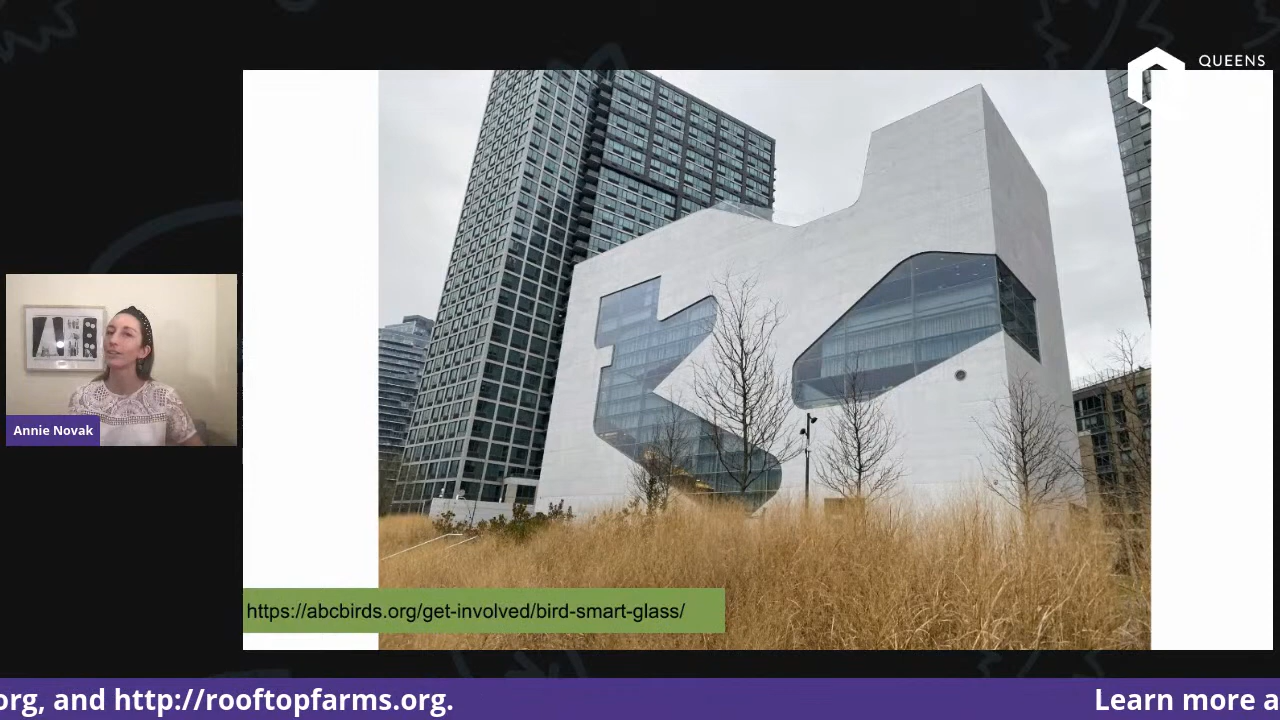 QUEENS
Annie Novak
https://abcbirds.org/get-involved/bird-smart-glass/
org, and http://rooftopfarms.org.
Learn more a